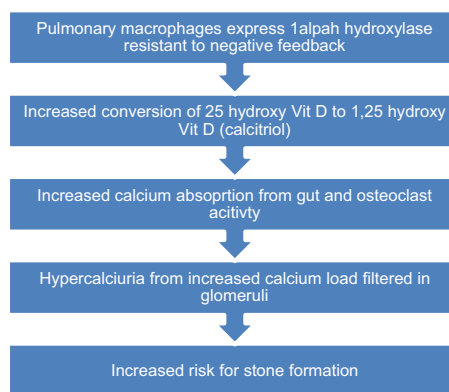 Pulmonary macrophages express 1alpah hydroxylase
resistant to negative feedback
Increased conversion of 25 hydroxy Vit D to 1,25 hydroxy
Vit D (calcitriol)
Increased calcium absoprtion from gut and osteoclast
acitivty
Hypercalciuria from increased calcium load filtered in
glomeruli
Increased risk for stone formation